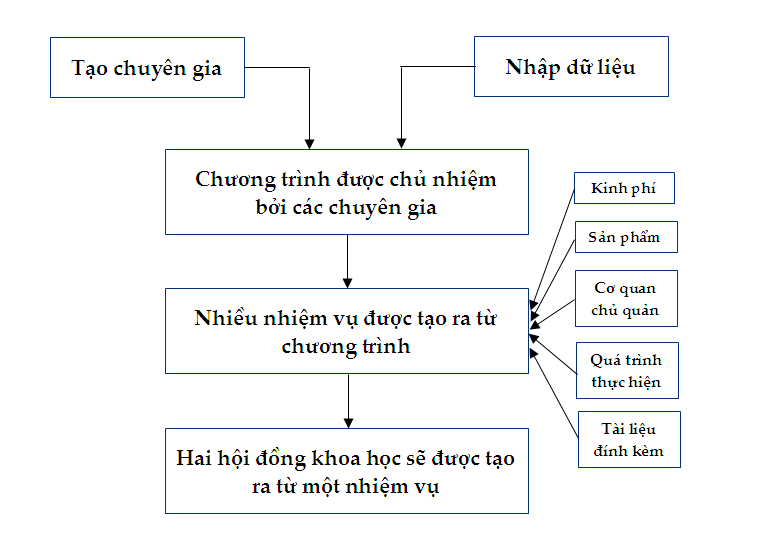 Tạo chuyên gia
Nhập dữ liệu
Chương trình được chủ nhiệm
bởi các chuyên gia
Kinh phí
Sản phẩm
Cơ quan
chủ quản
Nhiều nhiệm vụ được tạo ra từ
chương trình
Quá trình
thực hiện
Tài liệu
đính kèm
Hai hội đồng khoa học sẽ được tạo
ra từ một nhiệm vụ